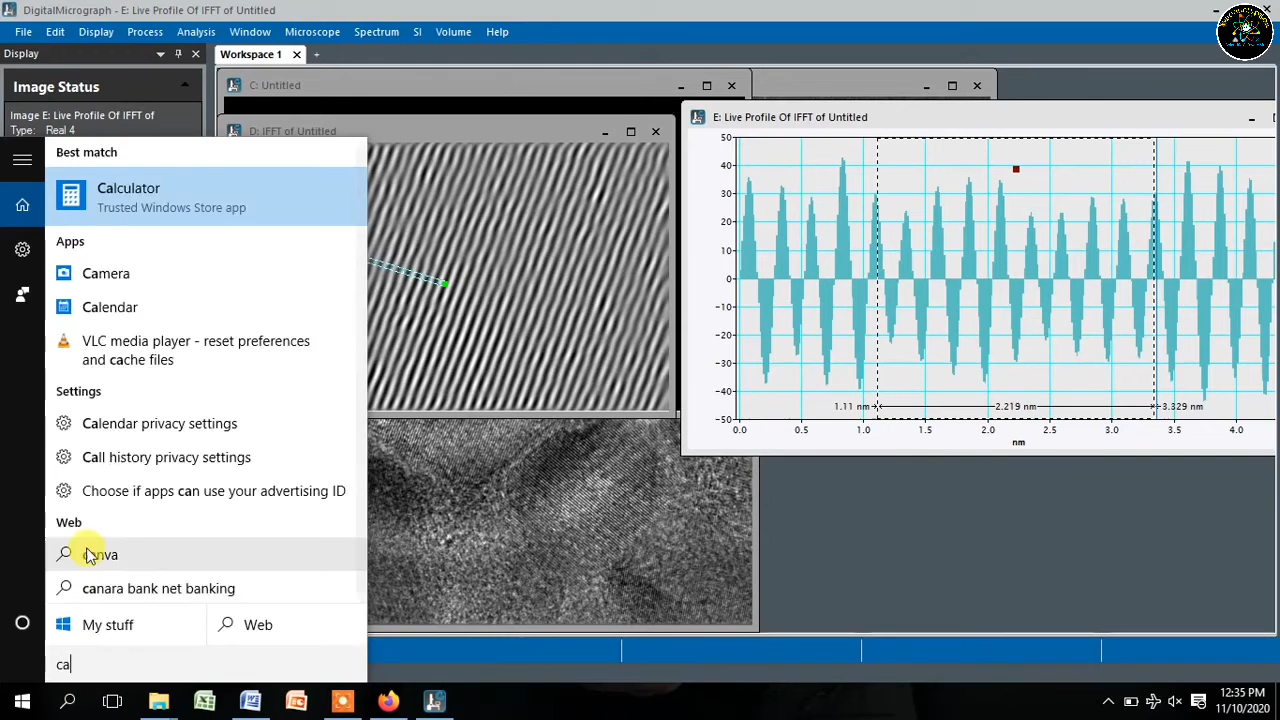 DigitalMicrograph - E: Live Profile Of IFFT of Untitled
File Edit Display Process Analysis Window Microscope Spectrum SI Volume Help
Display
Workspace 1
Image Status
Image E: Live Profile Of IFFT of
Type: Real 4
C: Untitled
D: IFFT of Untitled
E: Live Profile Of IFFT of Untitled
Best match
Calculator
Trusted Windows Store app
Apps
Camera
Calendar
VLC media player - reset preferences
and cache files
Settings
Calendar privacy settings
Call history privacy settings
Choose if apps can use your advertising ID
Web
canva
canara bank net banking
My stuff
Web
ca
50
40
30
20
10
0
−10
−20
−30
−40
−50
1.11 nm
2.219 nm
3.329 nm
0.0 0.5 1.0 1.5 2.0 2.5 3.0 3.5 4.0
nm
12:35 PM
11/10/2020